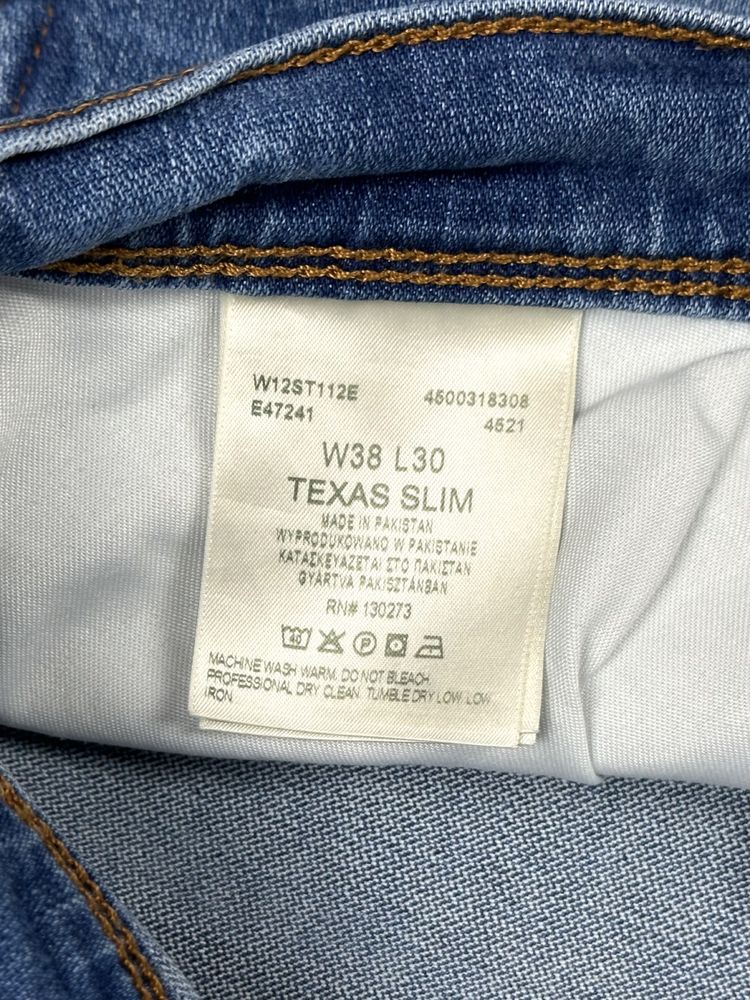 W12ST112E 4500318308
E47241 4521
W38 L30
TEXAS SLIM
MADE IN PAKISTAN
WYPRODUKOWANO W PAKISTANIE
ΚΑΤΑΣΚΕΥΑΖΕΤΑΙ ΣΤΟ ΠΑΚΙΣΤΑΝ
GYÁRTVA PAKISZTÁNBAN
RN# 130273
40 P
MACHINE WASH WARM. DO NOT BLEACH
PROFESSIONAL DRY CLEAN. TUMBLE DRY LOW. LOW
IRON.